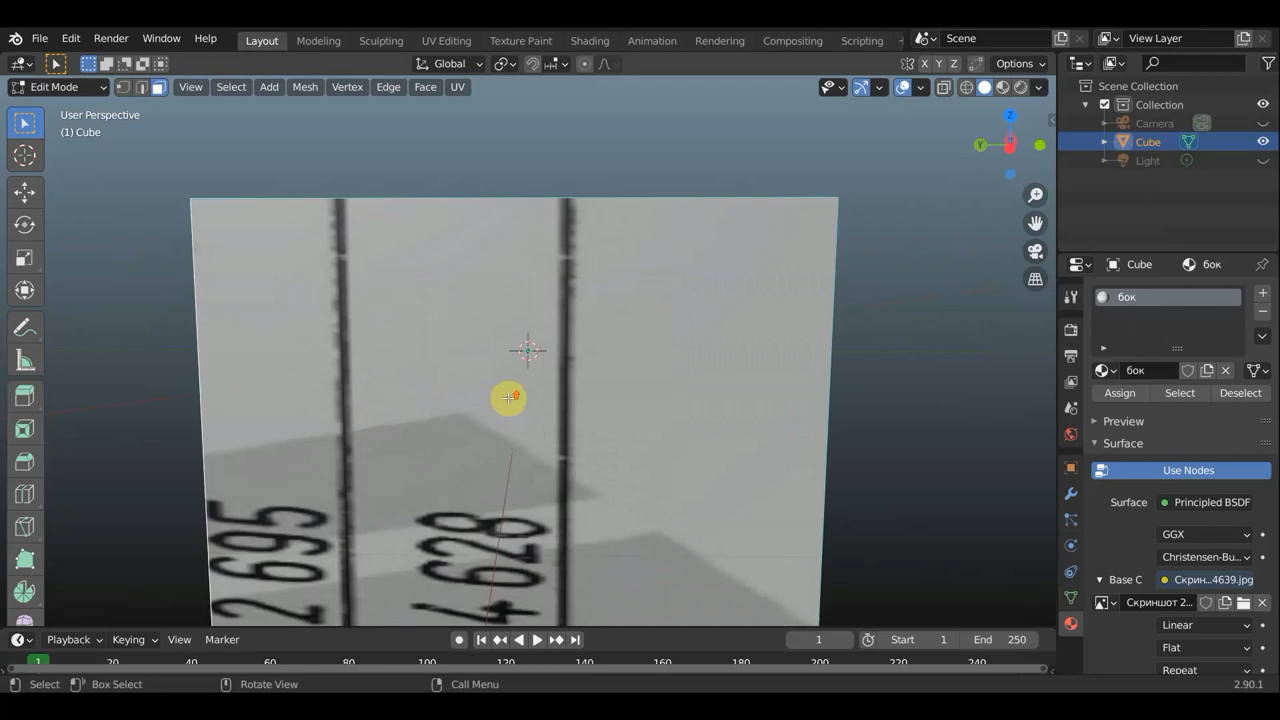 File Edit Render Window Help Layout Modeling Sculpting UV Editing Texture Paint Shading Animation Rendering Compositing Scripting Scene View Layer
Global X Y Z Options
Edit Mode View Select Add Mesh Vertex Edge Face UV
Scene Collection
Collection
Camera
Cube
Light
User Perspective
(1) Cube
Z
Y
Cube бок
бок
бок
Assign Select Deselect
Preview
Surface
Use Nodes
Surface Principled BSDF
GGX
Christensen-Bu...
Base C Скрин...4639.jpg
Скриншот 2...
Linear
Flat
Repeat
2 695
4 628
Playback Keying View Marker 1 Start 1 End 250
1 20 40 60 80 100 120 140 160 180 200 220 240
Select Box Select Rotate View Call Menu 2.90.1